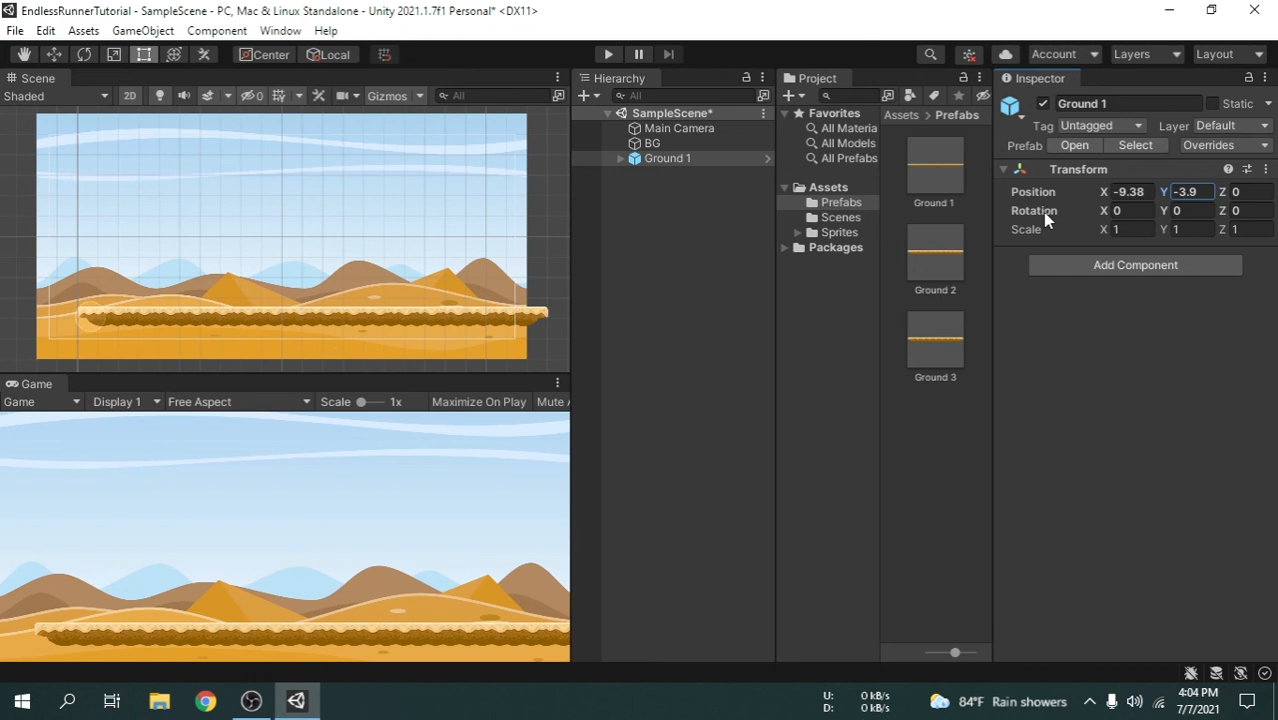 EndlessRunnerTutorial - SampleScene - PC, Mac & Linux Standalone - Unity 2021.1.7f1 Personal* <DX11>
File Edit Assets GameObject Component Window Help
Center Local Account Layers Layout
Scene
Shaded 2D 0 Gizmos All
Game
Game Display 1 Free Aspect Scale 1x Maximize On Play Mute A
Hierarchy
All
SampleScene*
Main Camera
BG
Ground 1
Project
Favorites
All Materia
All Models
All Prefabs
Assets
Prefabs
Scenes
Sprites
Packages
Assets > Prefabs
Ground 1
Ground 2
Ground 3
Inspector
Ground 1 Static
Tag Untagged Layer Default
Prefab Open Select Overrides
Transform
Position X -9.38 Y -3.9 Z 0
Rotation X 0 Y 0 Z 0
Scale X 1 Y 1 Z 1
Add Component
U: 0 kB/s
D: 0 kB/s
84°F Rain showers
4:04 PM
7/7/2021